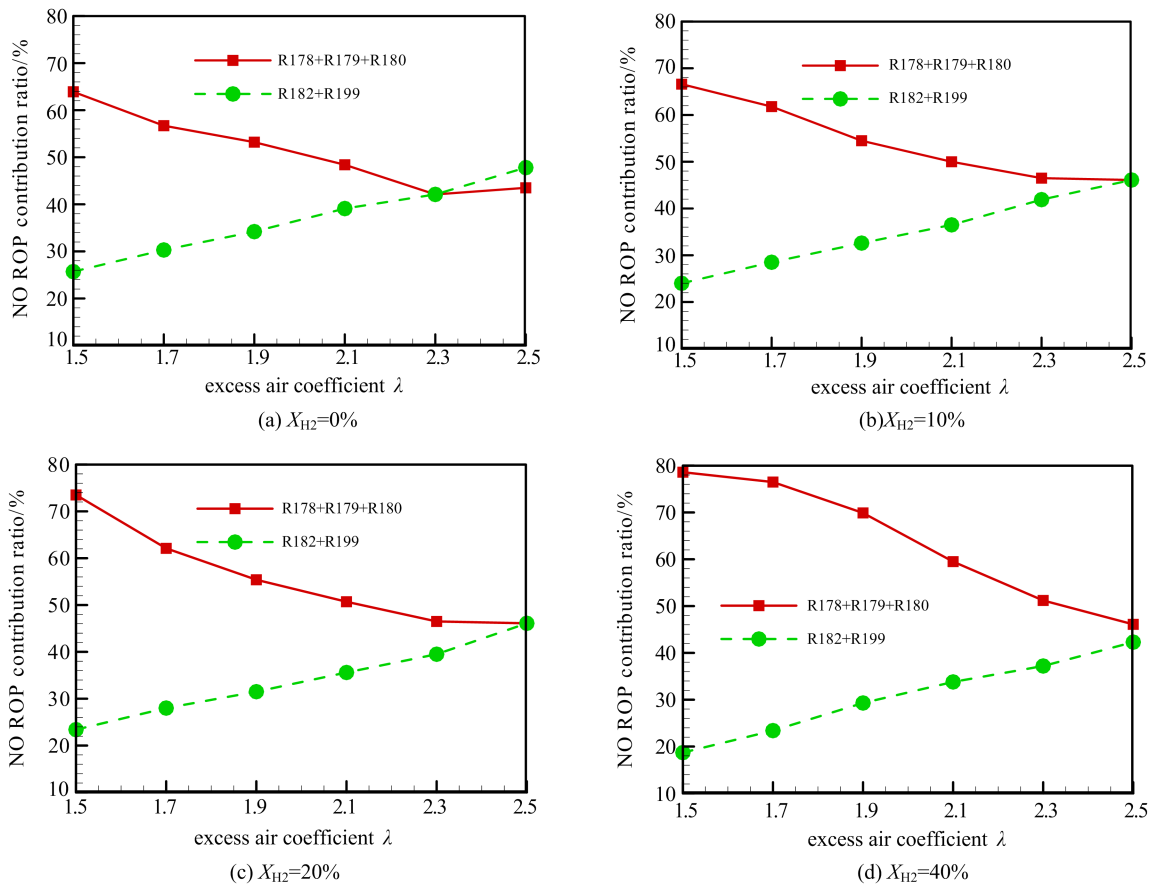 NO ROP contribution ratio/%
80
70
60
50
40
30
20
10
R178+R179+R180
R182+R199
1.5 1.7 1.9 2.1 2.3 2.5
excess air coefficient λ
(a) XH2=0%
NO ROP contribution ratio/%
80
70
60
50
40
30
20
10
R178+R179+R180
R182+R199
1.5 1.7 1.9 2.1 2.3 2.5
excess air coefficient λ
(b)XH2=10%
NO ROP contribution ratio/%
80
70
60
50
40
30
20
10
R178+R179+R180
R182+R199
1.5 1.7 1.9 2.1 2.3 2.5
excess air coefficient λ
(c) XH2=20%
NO ROP contribution ratio/%
80
70
60
50
40
30
20
10
R178+R179+R180
R182+R199
1.5 1.7 1.9 2.1 2.3 2.5
excess air coefficient λ
(d) XH2=40%